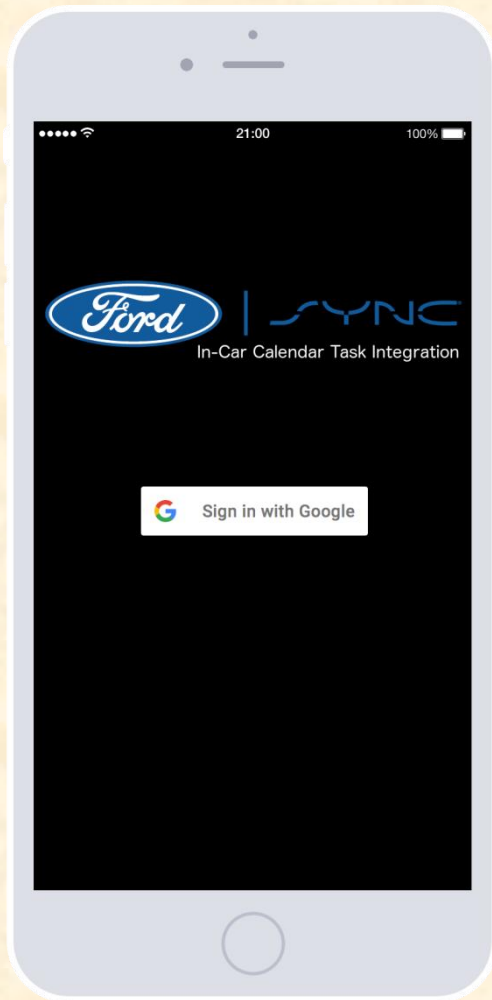 21:00
100%
Ford | SYNC
In-Car Calendar Task Integration
Sign in with Google